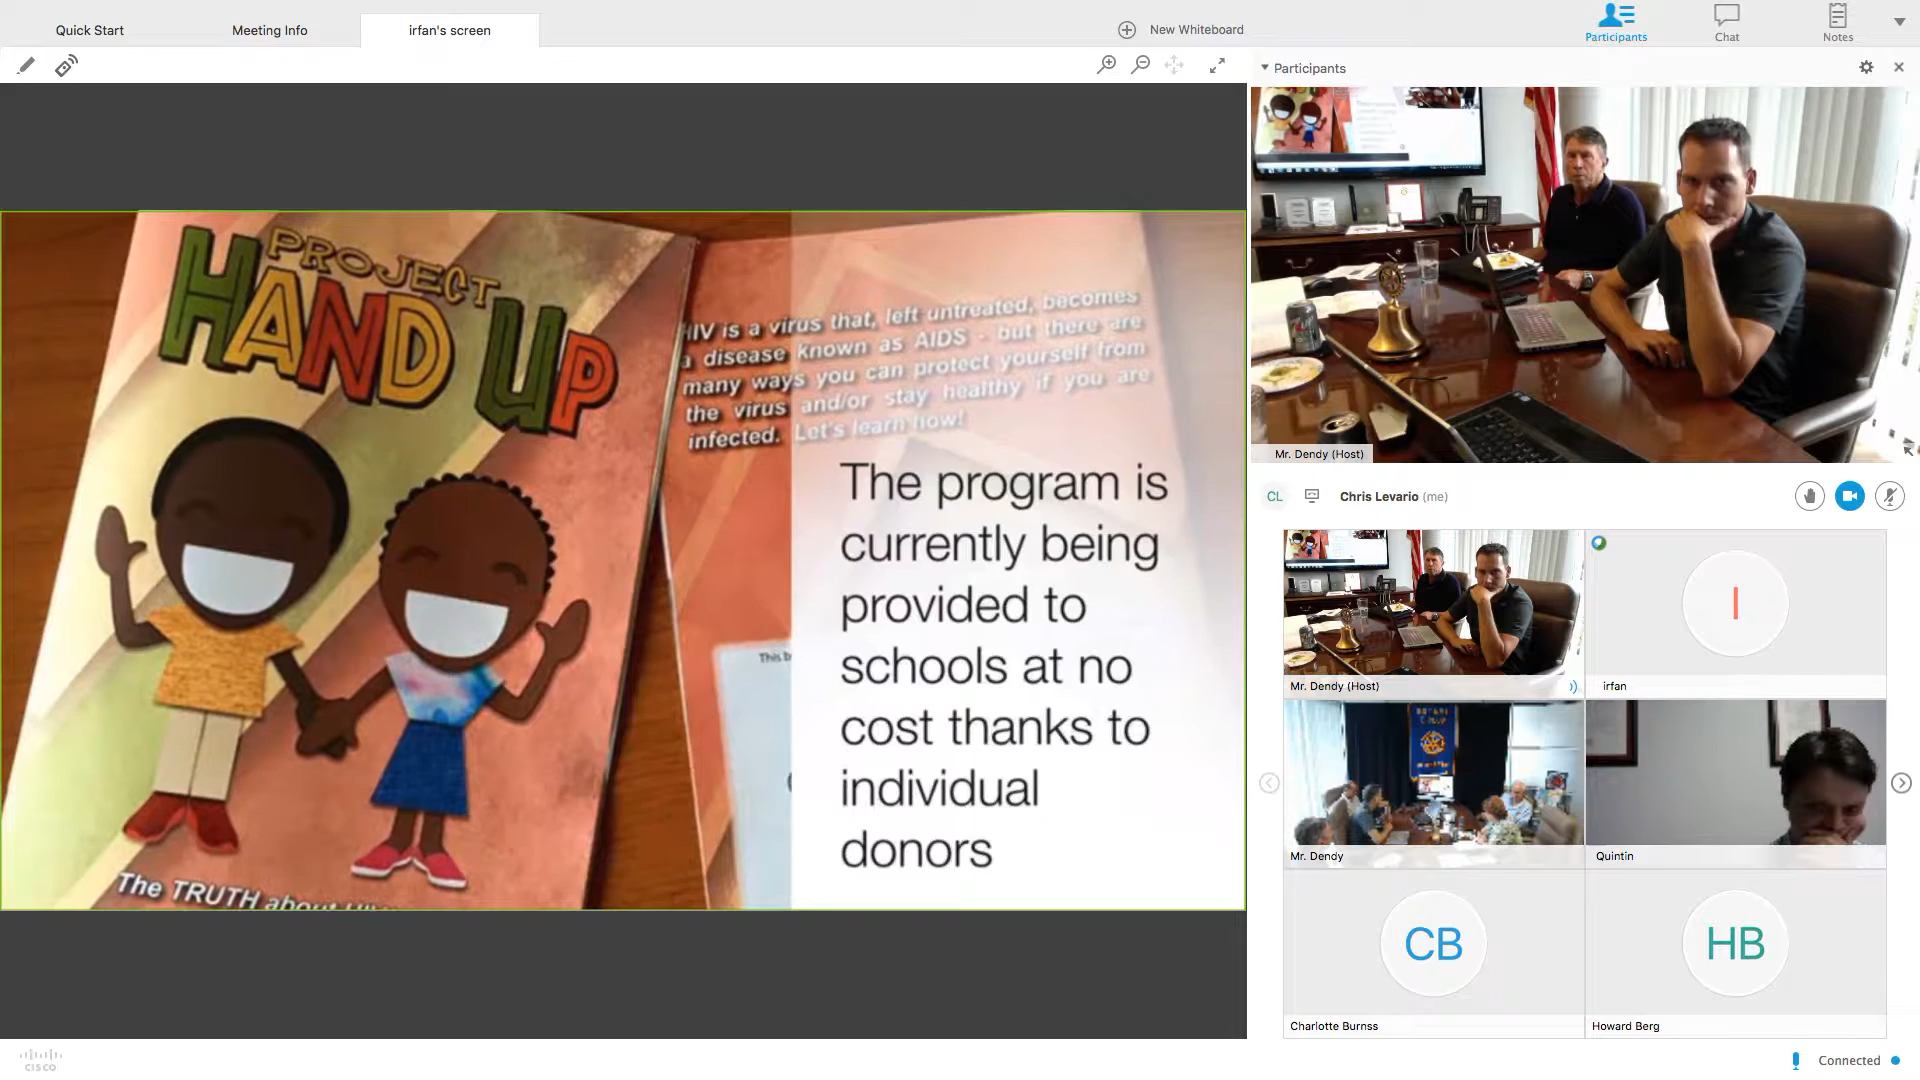 Quick Start
Meeting Info
irfan's screen
New Whiteboard
Participants
Chat
Notes
Participants
PROJECT
HAND UP
The TRUTH about
HIV is a virus that, left untreated, becomes
a disease known as AIDS - but there are
many ways you can protect yourself from
the virus and/or stay healthy if you are
infected. Let's learn how!
This b
The program is
currently being
provided to
schools at no
cost thanks to
individual
donors
Mr. Dendy (Host)
CL
Chris Levario (me)
Mr. Dendy (Host)
I
irfan
Mr. Dendy
Quintin
CB
Charlotte Burnss
HB
Howard Berg
CISCO
Connected